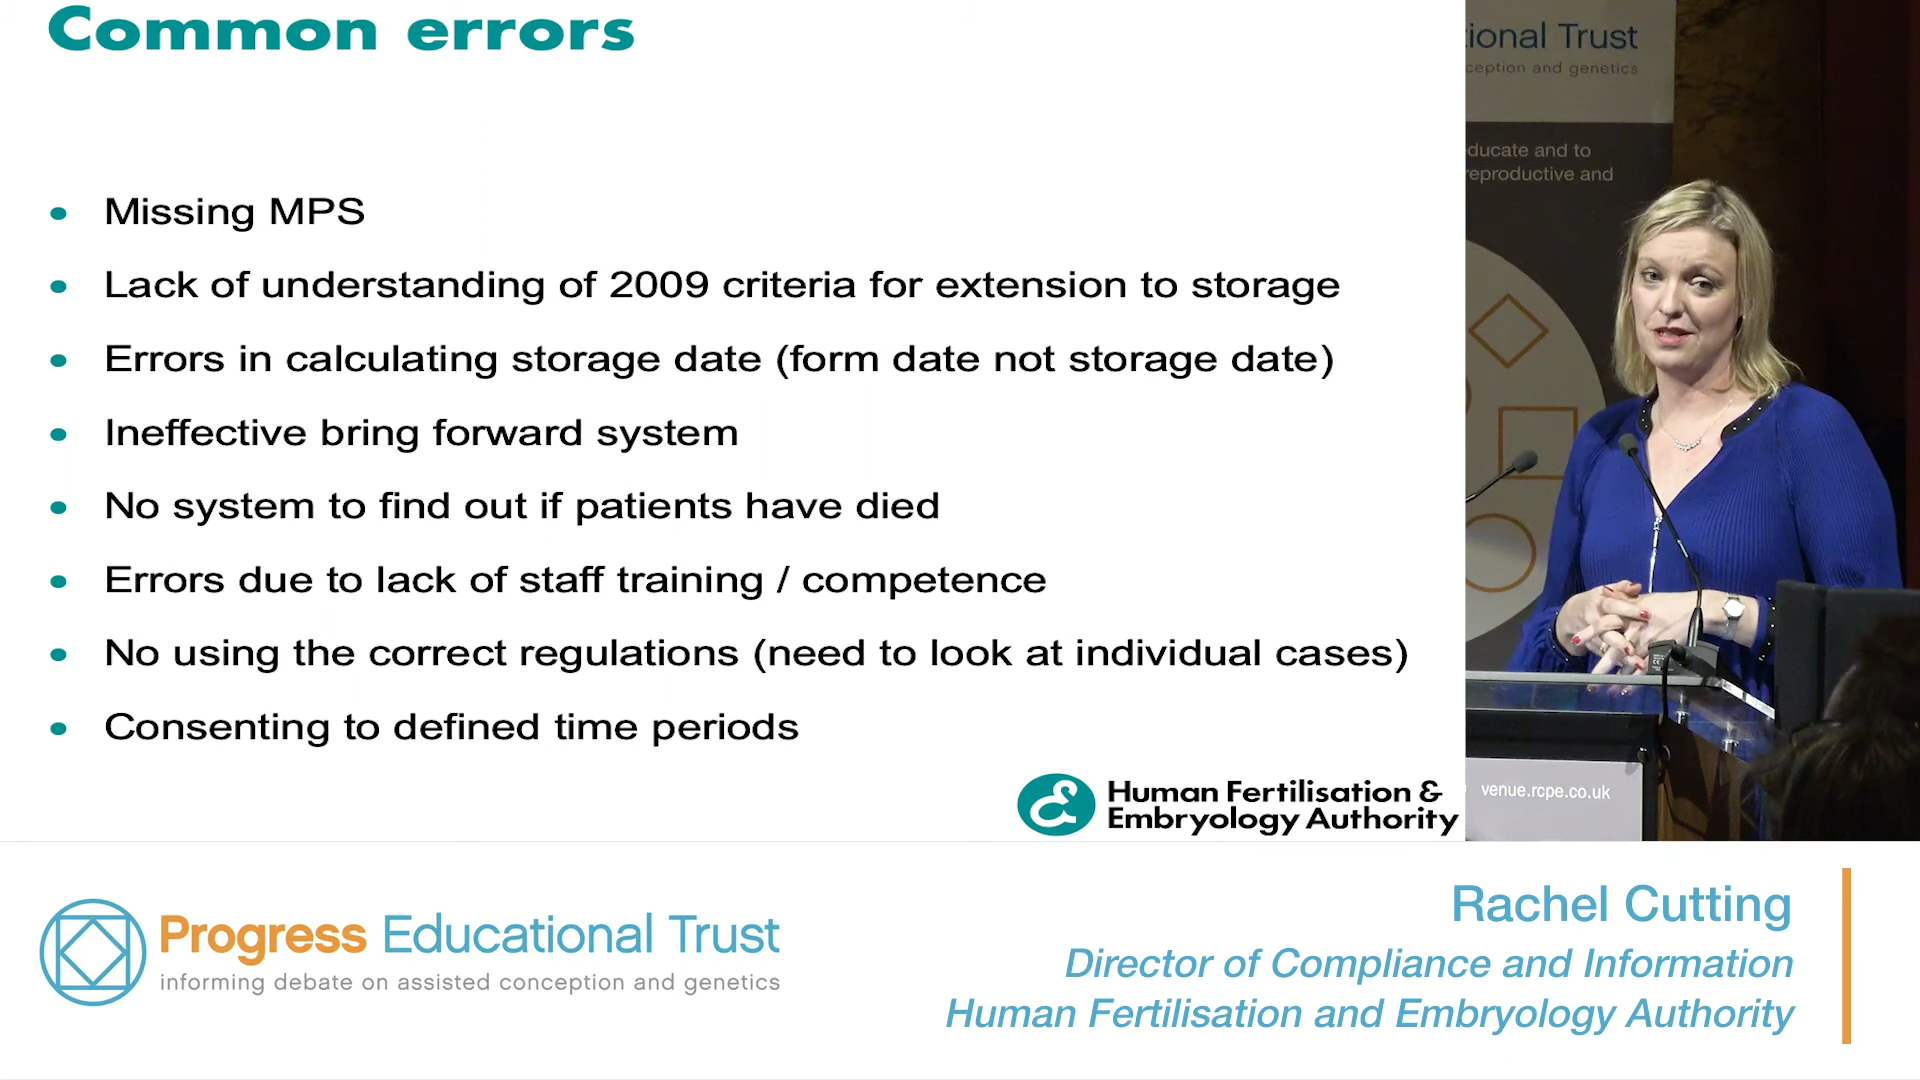 Common errors
Missing MPS
Lack of understanding of 2009 criteria for extension to storage
Errors in calculating storage date (form date not storage date)
Ineffective bring forward system
No system to find out if patients have died
Errors due to lack of staff training / competence
No using the correct regulations (need to look at individual cases)
Consenting to defined time periods
Human Fertilisation &
Embryology Authority
ional Trust
ception and genetics
ducate and to
reproductive and
venue.rcpe.co.uk
Progress Educational Trust
informing debate on assisted conception and genetics
Rachel Cutting
Director of Compliance and Information
Human Fertilisation and Embryology Authority